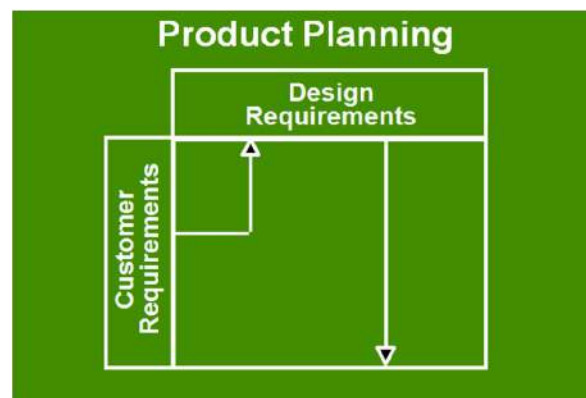 Product Planning
Design
Requirements
Customer
Requirements